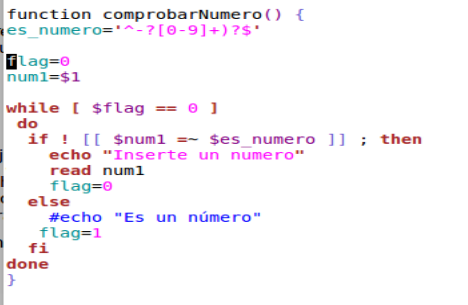 function comprobarNumero() {
es_numero='^-?[0-9]+)?$'
flag=0
num1=$1
while [ $flag == 0 ]
do
if ! [[ $num1 =~ $es_numero ]] ; then
echo "Inserte un numero"
read num1
flag=0
else
#echo "Es un número"
flag=1
fi
done
}